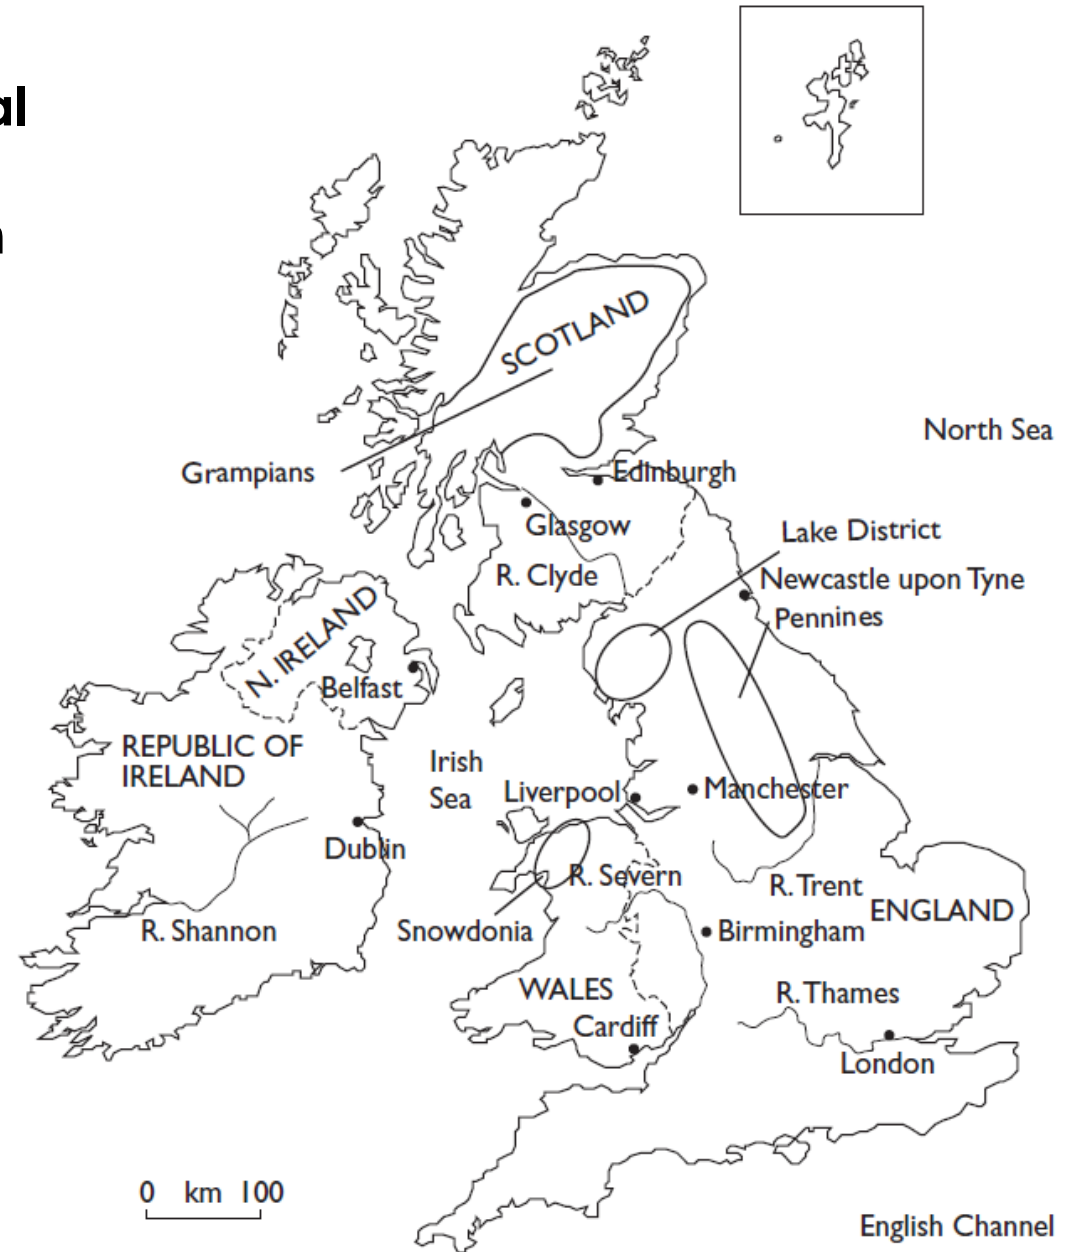 al
n
SCOTLAND
North Sea
Grampians
Edinburgh
Glasgow
Lake District
R. Clyde
Newcastle upon Tyne
Pennines
N. IRELAND
Belfast
REPUBLIC OF
IRELAND
Irish
Sea
Liverpool
Manchester
Dublin
R. Severn
R. Trent
ENGLAND
R. Shannon
Snowdonia
Birmingham
WALES
R. Thames
Cardiff
London
0 km 100
English Channel